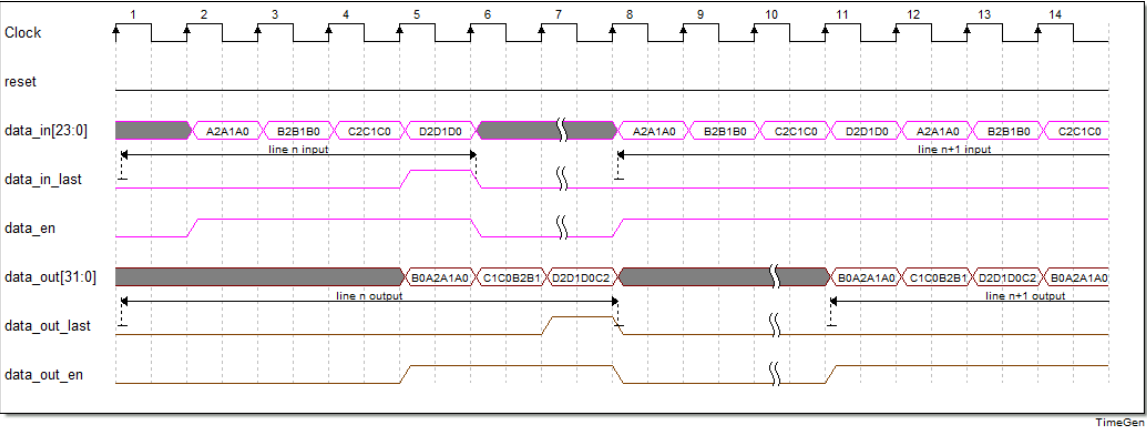 1 2 3 4 5 6 7 8 9 10 11 12 13 14
Clock
reset
data_in[23:0] A2A1A0 B2B1B0 C2C1C0 D2D1D0 A2A1A0 B2B1B0 C2C1C0 D2D1D0 A2A1A0 B2B1B0 C2C1C0
line n input line n+1 input
data_in_last
data_en
data_out[31:0] B0A2A1A0 C1C0B2B1 D2D1D0C2 B0A2A1A0 C1C0B2B1 D2D1D0C2 B0A2A1A0
line n output line n+1 output
data_out_last
data_out_en
TimeGen